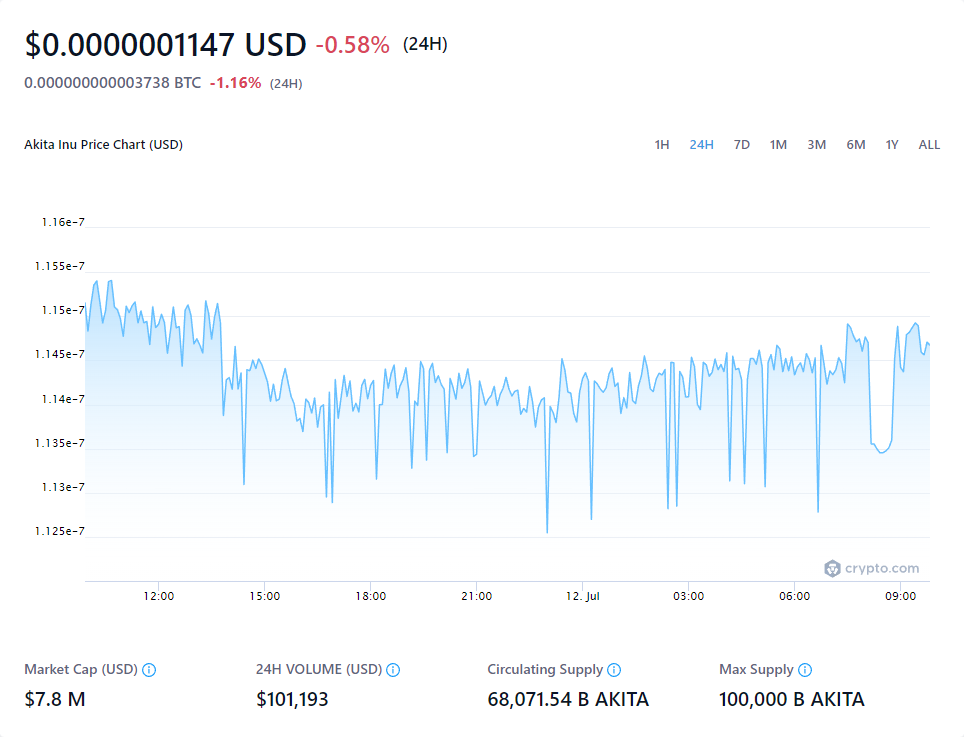 $0.0000001147 USD -0.58% (24H)
0.000000000003738 BTC -1.16% (24H)
Akita Inu Price Chart (USD) 1H 24H 7D 1M 3M 6M 1Y ALL
1.16e-7
1.155e-7
1.15e-7
1.145e-7
1.14e-7
1.135e-7
1.13e-7
1.125e-7
crypto.com
12:00 15:00 18:00 21:00 12. Jul 03:00 06:00 09:00
Market Cap (USD) 24H VOLUME (USD) Circulating Supply Max Supply
$7.8 M $101,193 68,071.54 B AKITA 100,000 B AKITA